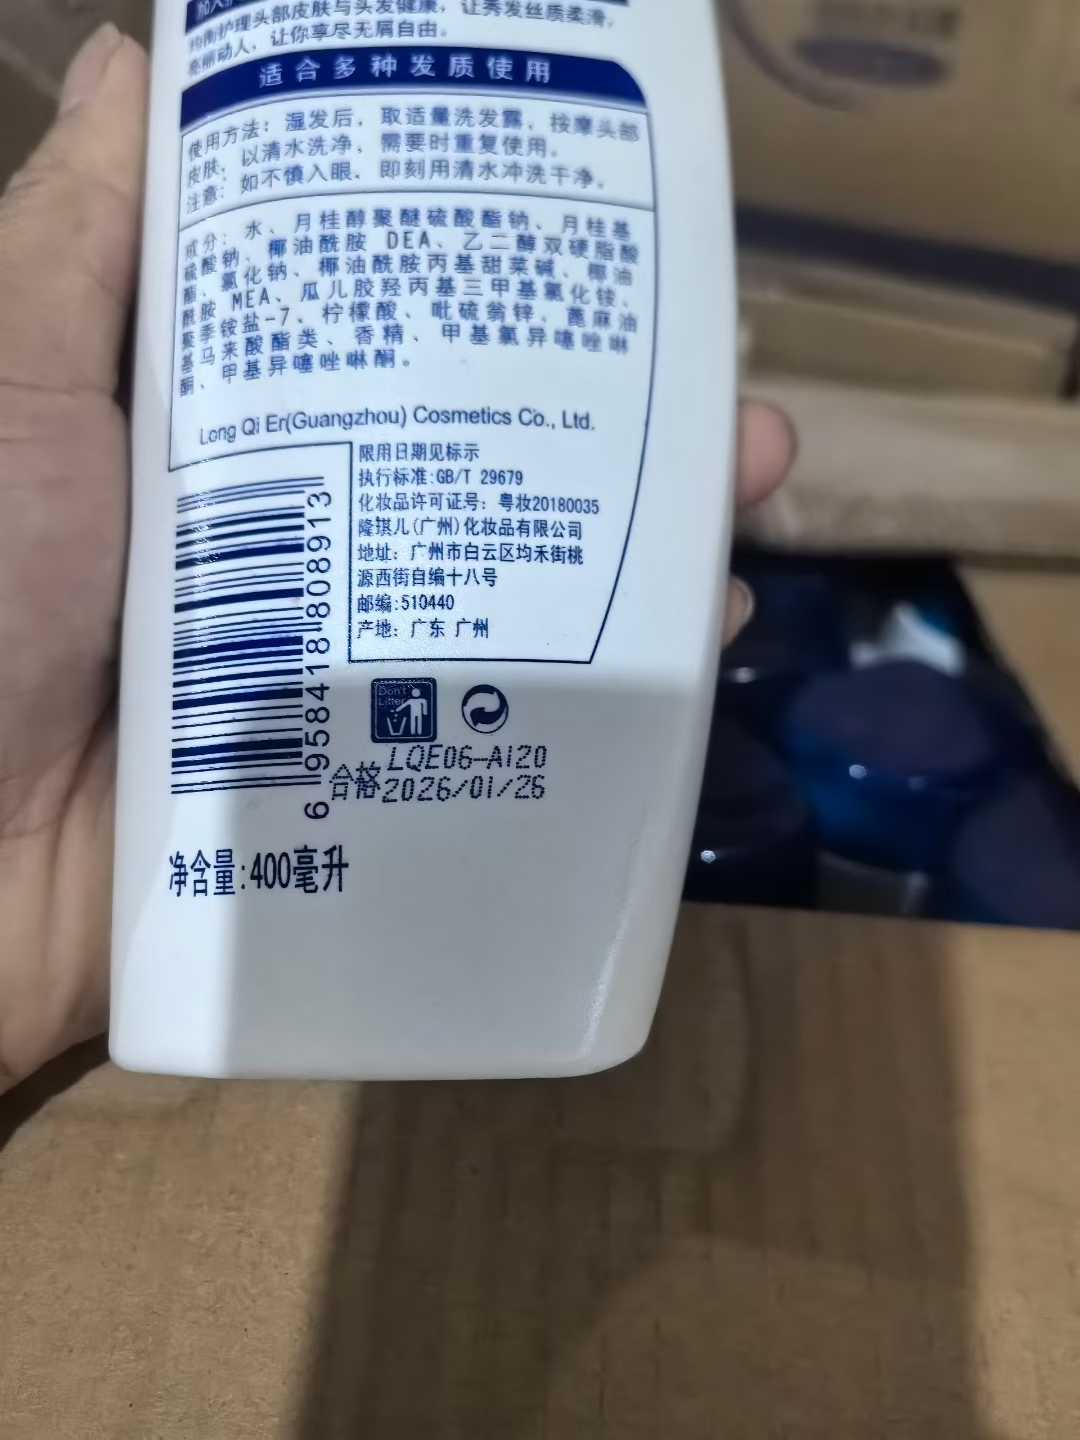 均衡护理头部皮肤与头发健康，让秀发丝质柔滑，
亮丽动人，让你享尽无屑自由。
适合多种发质使用
使用方法：湿发后，取适量洗发露，按摩头部
皮肤，以清水洗净，需要时重复使用。
注意：如不慎入眼，即刻用清水冲洗干净。
成分：水、月桂醇聚醚硫酸酯钠、月桂基
硫酸钠、椰油酰胺 DEA、乙二醇双硬脂酸
酯、氯化钠、椰油酰胺丙基甜菜碱、椰油
酰胺 MEA、瓜儿胶羟丙基三甲基氯化铵、
聚季铵盐-7、柠檬酸、吡硫翁锌、蓖麻油
基马来酸酯类、香精、甲基氯异噻唑啉
酮、甲基异噻唑啉酮。
Long Qi Er(Guangzhou) Cosmetics Co., Ltd.
限用日期见标示
执行标准:GB/T 29679
化妆品许可证号：粤妆20180035
隆琪儿(广州)化妆品有限公司
地址：广州市白云区均禾街桃
源西街自编十八号
邮编:510440
产地：广东 广州
6 958418 808913
Don't
Litter
LQE06-A120
合格2026/01/26
净含量:400毫升